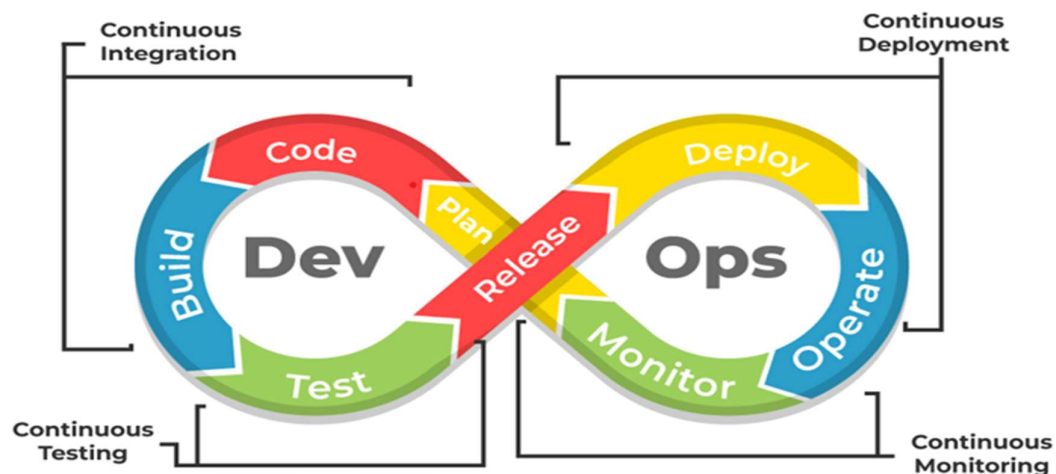 Continuous
Integration
Continuous
Deployment
Code
Deploy
Plan
Build
Dev
Release
Ops
Operate
Test
Monitor
Continuous
Testing
Continuous
Monitoring